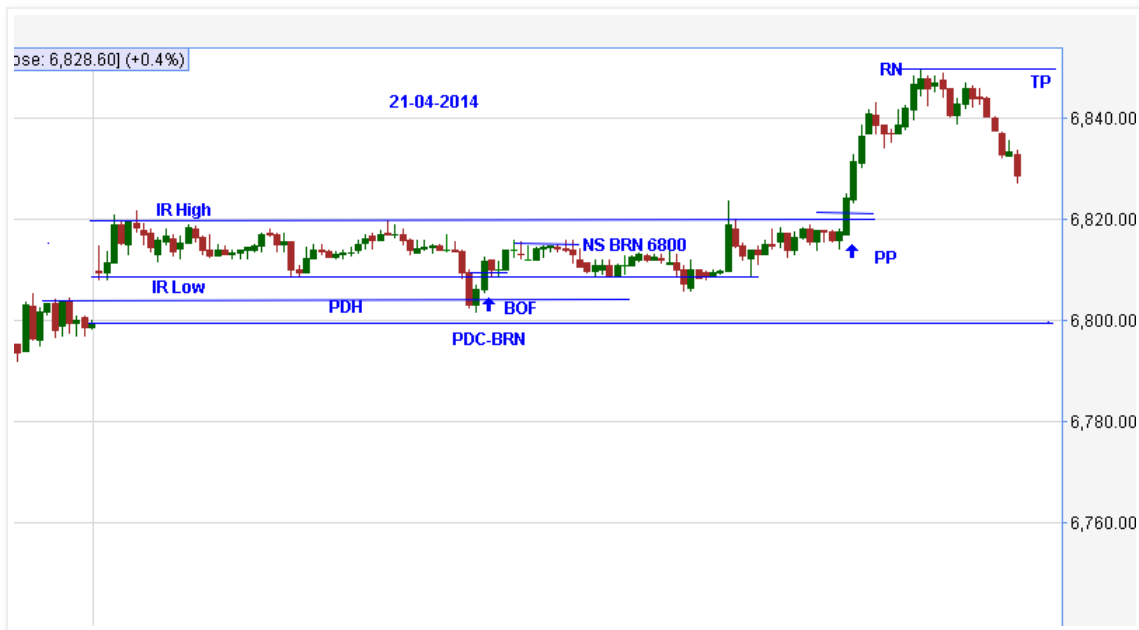 ose: 6,828.60] (+0.4%)
RN
TP
21-04-2014
6,840.00
IR High
6,820.00
NS BRN 6800
PP
IR Low
PDH
BOF
6,800.00
PDC-BRN
6,780.00
6,760.00